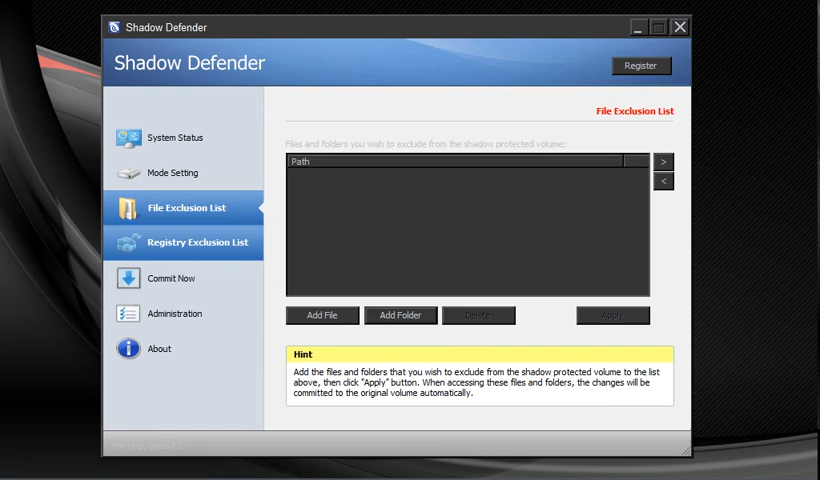 Shadow Defender
Shadow Defender
Register
File Exclusion List
System Status
Mode Setting
File Exclusion List
Registry Exclusion List
Commit Now
Administration
About
Files and folders you wish to exclude from the shadow protected volume:
Path
>
<
Add File
Add Folder
Delete
Apply
Hint
Add the files and folders that you wish to exclude from the shadow protected volume to the list
above, then click "Apply" button. When accessing these files and folders, the changes will be
committed to the original volume automatically.